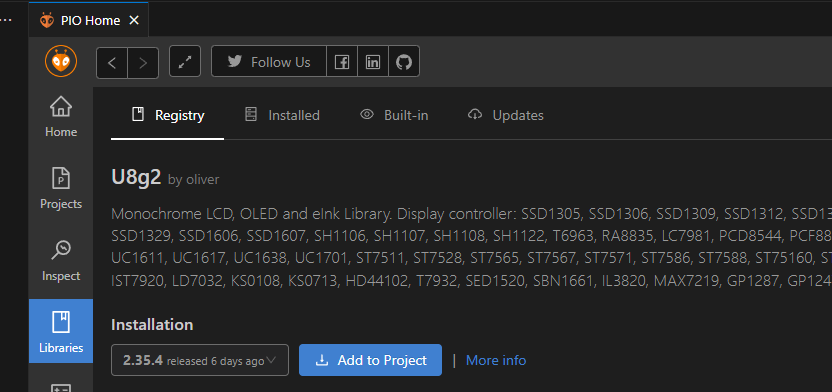 PIO Home
Follow Us
Registry
Installed
Built-in
Updates
Home
Projects
Inspect
Libraries
U8g2 by oliver
Monochrome LCD, OLED and eInk Library. Display controller: SSD1305, SSD1306, SSD1309, SSD1312,
SSD1329, SSD1606, SSD1607, SH1106, SH1107, SH1108, SH1122, T6963, RA8835, LC7981, PCD8544,
UC1611, UC1617, UC1638, UC1701, ST7511, ST7528, ST7565, ST7567, ST7571, ST7586, ST7588, ST75160,
IST7920, LD7032, KS0108, KS0713, HD44102, T7932, SED1520, SBN1661, IL3820, MAX7219, GP1287,
Installation
2.35.4 released 6 days ago
Add to Project | More info